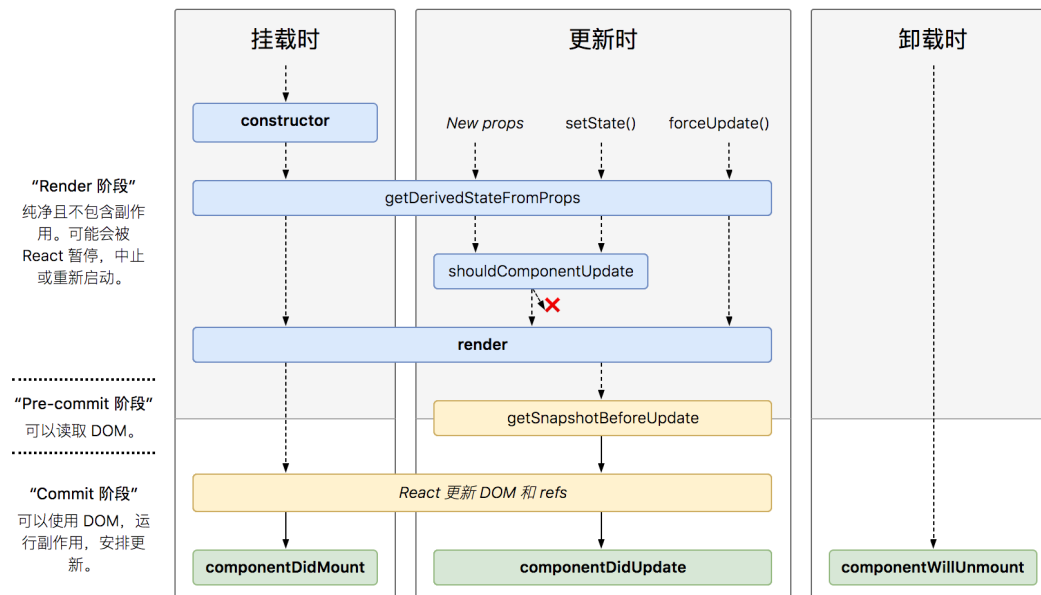 挂载时
更新时
卸载时
constructor
New props
setState()
forceUpdate()
“Render 阶段”
纯净且不包含副作
用。可能会被
React 暂停，中止
或重新启动。
getDerivedStateFromProps
shouldComponentUpdate
render
“Pre-commit 阶段”
可以读取 DOM。
getSnapshotBeforeUpdate
“Commit 阶段”
可以使用 DOM，运
行副作用，安排更
新。
React 更新 DOM 和 refs
componentDidMount
componentDidUpdate
componentWillUnmount